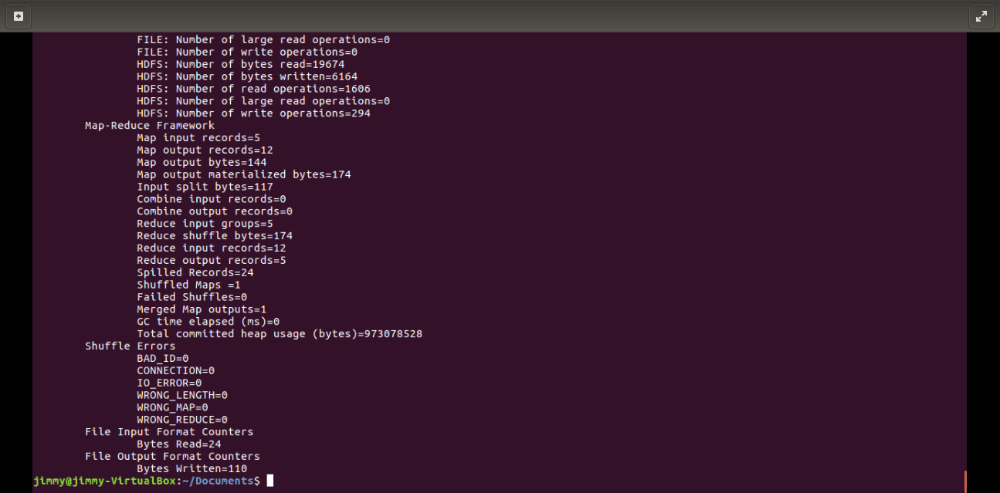 FILE: Number of large read operations=0
FILE: Number of write operations=0
HDFS: Number of bytes read=19674
HDFS: Number of bytes written=6164
HDFS: Number of read operations=1606
HDFS: Number of large read operations=0
HDFS: Number of write operations=294
Map-Reduce Framework
Map input records=5
Map output records=12
Map output bytes=144
Map output materialized bytes=174
Input split bytes=117
Combine input records=0
Combine output records=0
Reduce input groups=5
Reduce shuffle bytes=174
Reduce input records=12
Reduce output records=5
Spilled Records=24
Shuffled Maps =1
Failed Shuffles=0
Merged Map outputs=1
GC time elapsed (ms)=0
Total committed heap usage (bytes)=973078528
Shuffle Errors
BAD_ID=0
CONNECTION=0
IO_ERROR=0
WRONG_LENGTH=0
WRONG_MAP=0
WRONG_REDUCE=0
File Input Format Counters
Bytes Read=24
File Output Format Counters
Bytes Written=110
jimmy@jimmy-VirtualBox:~/Documents$